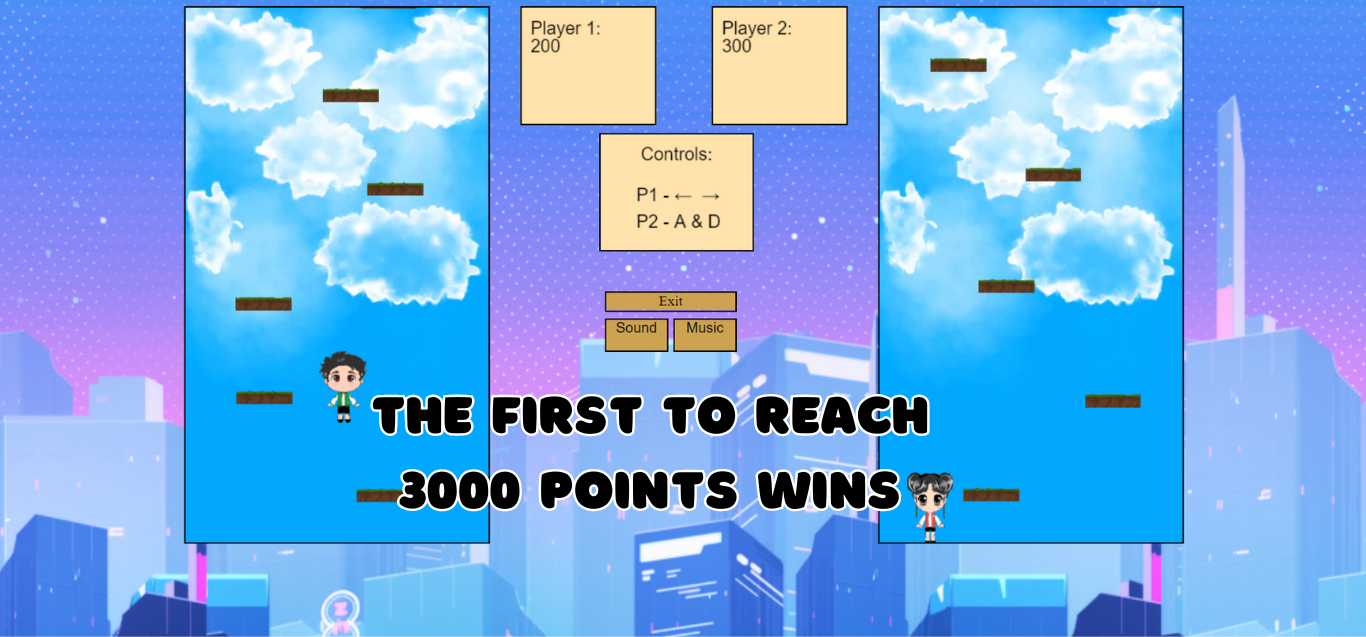 Player 1:
200
Player 2:
300
Controls:
P1 - ← →
P2 - A & D
Exit
Sound
Music
THE FIRST TO REACH
3000 POINTS WINS
Z